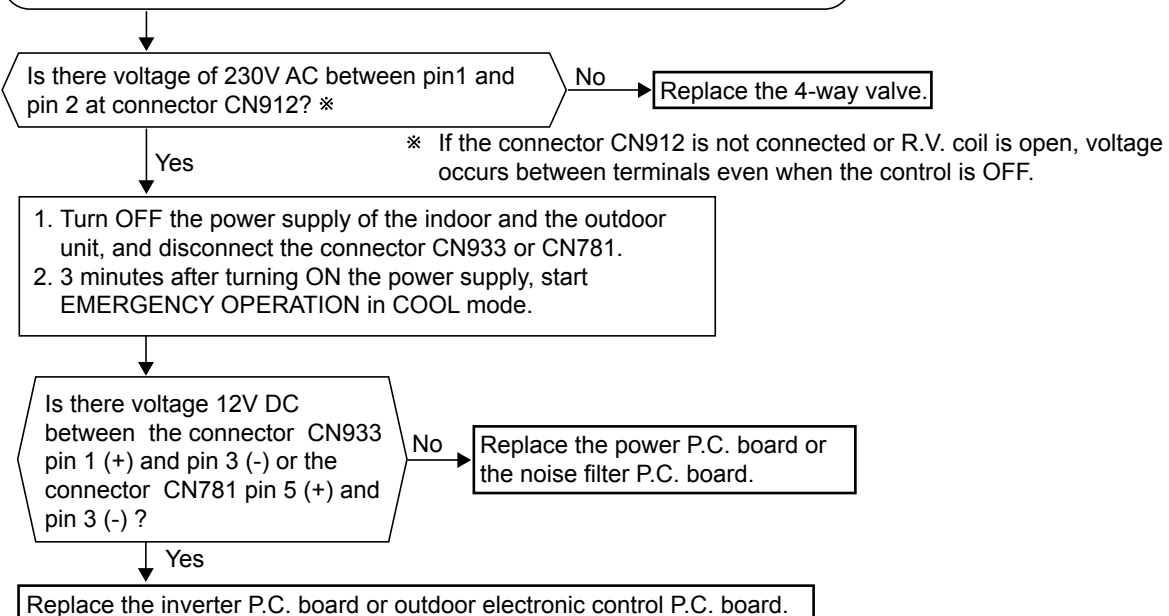 Is there voltage of 230V AC between pin1 and
pin 2 at connector CN912? ※
No
Replace the 4-way valve.
※ If the connector CN912 is not connected or R.V. coil is open, voltage
occurs between terminals even when the control is OFF.
Yes
1. Turn OFF the power supply of the indoor and the outdoor
unit, and disconnect the connector CN933 or CN781.
2. 3 minutes after turning ON the power supply, start
EMERGENCY OPERATION in COOL mode.
Is there voltage 12V DC
between the connector CN933
pin 1 (+) and pin 3 (-) or the
connector CN781 pin 5 (+) and
pin 3 (-) ?
No
Replace the power P.C. board or
the noise filter P.C. board.
Yes
Replace the inverter P.C. board or outdoor electronic control P.C. board.